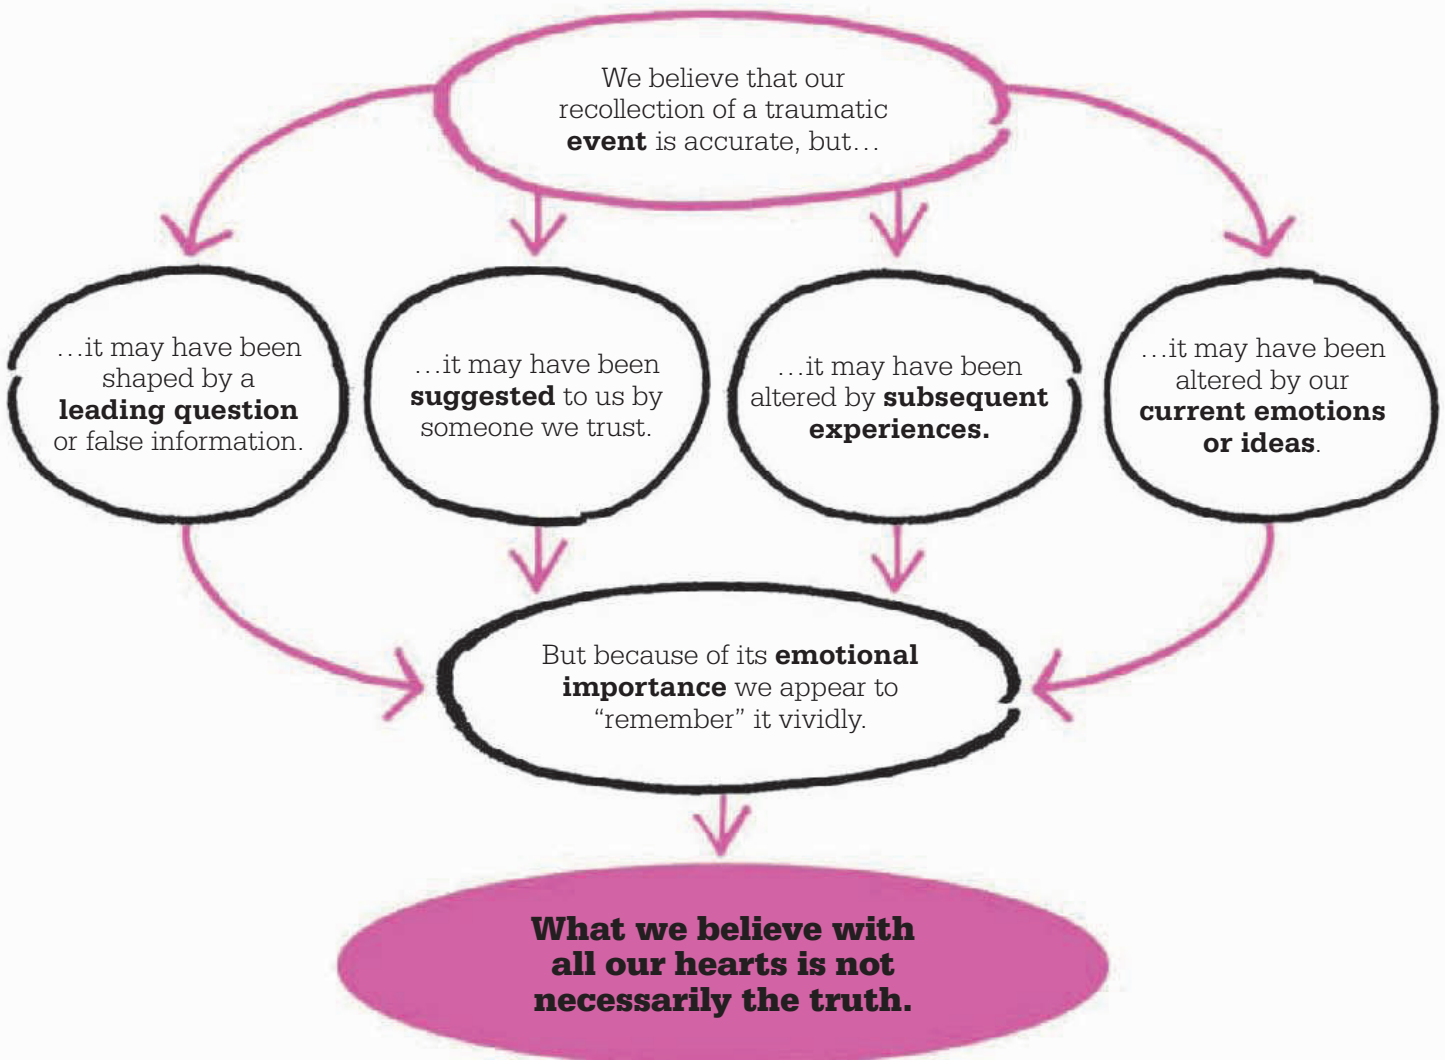 We believe that our
recollection of a traumatic
event is accurate, but…
…it may have been
shaped by a
leading question
or false information.
…it may have been
suggested to us by
someone we trust.
…it may have been
altered by subsequent
experiences.
…it may have been
altered by our
current emotions
or ideas.
But because of its emotional
importance we appear to
“remember” it vividly.
What we believe with
all our hearts is not
necessarily the truth.